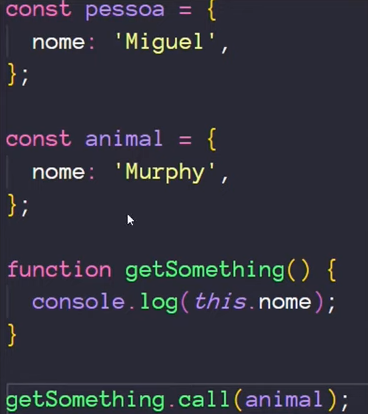 const pessoa = {
  nome: 'Miguel',
};
const animal = {
  nome: 'Murphy',
};
function getSomething() {
  console.log(this.nome);
}
getSomething.call(animal);